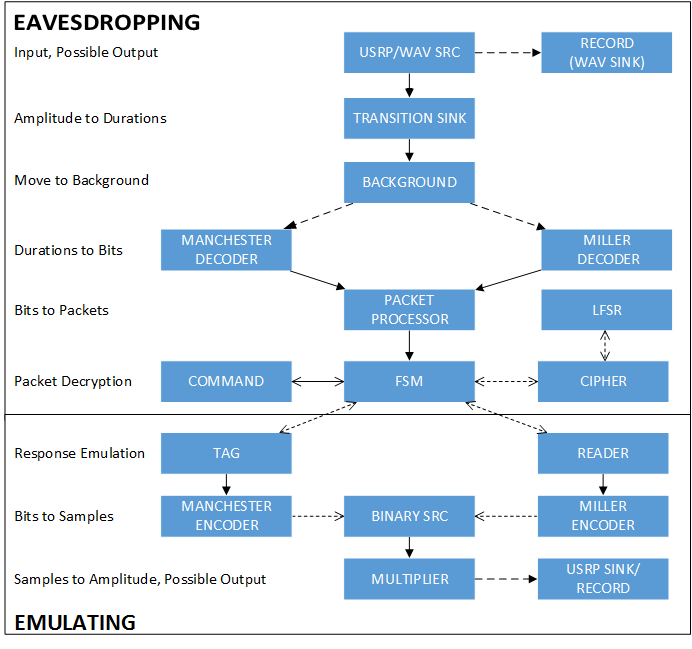 EAVESDROPPING
Input, Possible Output
USRP/WAV SRC
RECORD
(WAV SINK)
Amplitude to Durations
TRANSITION SINK
Move to Background
BACKGROUND
Durations to Bits
MANCHESTER
DECODER
MILLER
DECODER
Bits to Packets
PACKET
PROCESSOR
LFSR
Packet Decryption
COMMAND
FSM
CIPHER
Response Emulation
TAG
READER
Bits to Samples
MANCHESTER
ENCODER
BINARY SRC
MILLER
ENCODER
Samples to Amplitude, Possible Output
MULTIPLIER
USRP SINK/
RECORD
EMULATING